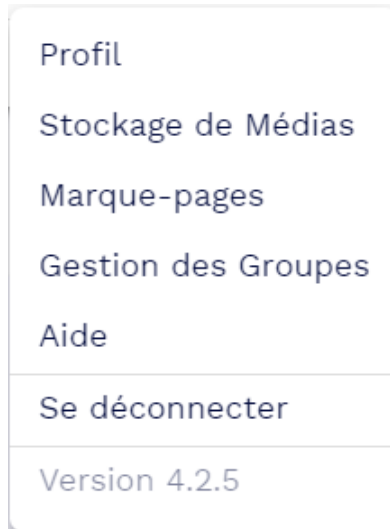 Profil
Stockage de Médias
Marque-pages
Gestion des Groupes
Aide
Se déconnecter
Version 4.2.5